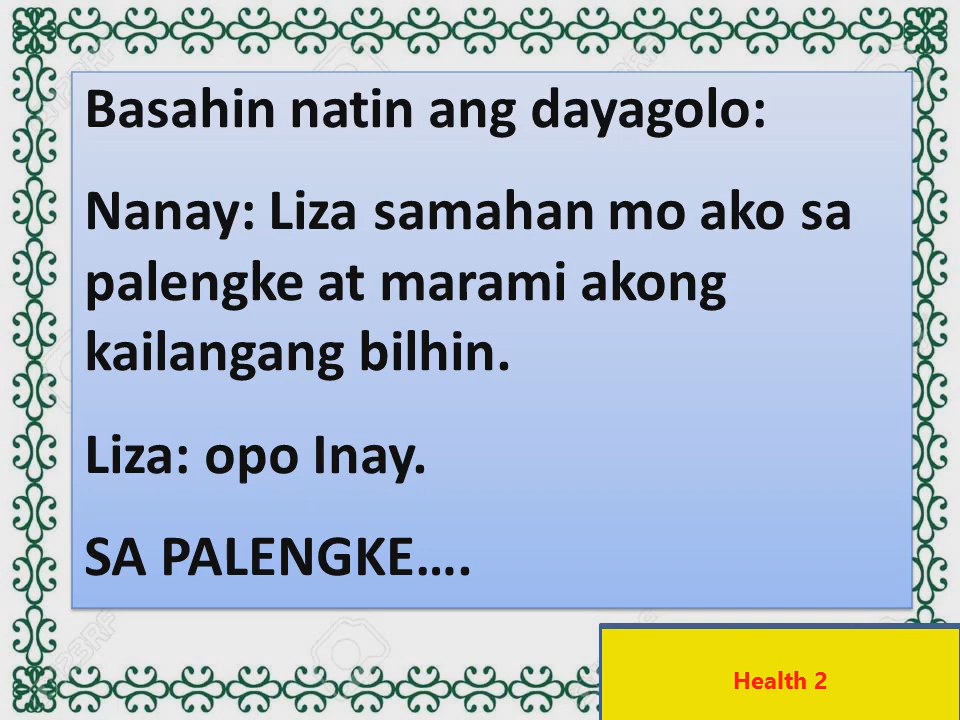 Basahin natin ang dayagolo:
Nanay: Liza samahan mo ako sa
palengke at marami akong
kailangang bilhin.
Liza: opo Inay.
SA PALENGKE....
Health 2